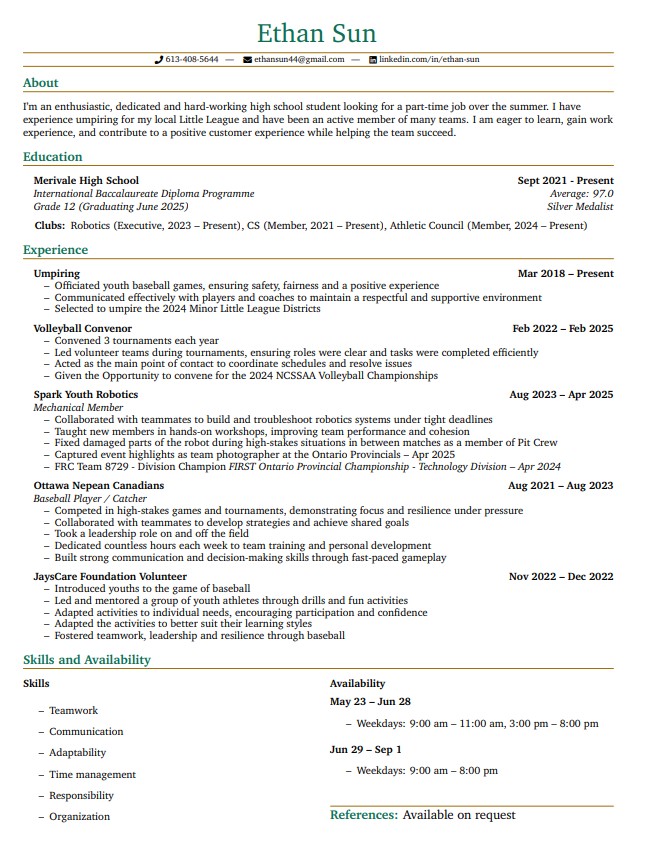 Ethan Sun
613-408-5644 — ethansun44@gmail.com — linkedin.com/in/ethan-sun
About
I'm an enthusiastic, dedicated and hard-working high school student looking for a part-time job over the summer. I have
experience umpiring for my local Little League and have been an active member of many teams. I am eager to learn, gain work
experience, and contribute to a positive customer experience while helping the team succeed.
Education
Merivale High School Sept 2021 - Present
International Baccalaureate Diploma Programme Average: 97.0
Grade 12 (Graduating June 2025) Silver Medalist
Clubs: Robotics (Executive, 2023 – Present), CS (Member, 2021 – Present), Athletic Council (Member, 2024 – Present)
Experience
Umpiring Mar 2018 – Present
– Officiated youth baseball games, ensuring safety, fairness and a positive experience
– Communicated effectively with players and coaches to maintain a respectful and supportive environment
– Selected to umpire the 2024 Minor Little League Districts
Volleyball Convenor Feb 2022 – Feb 2025
– Convened 3 tournaments each year
– Led volunteer teams during tournaments, ensuring roles were clear and tasks were completed efficiently
– Acted as the main point of contact to coordinate schedules and resolve issues
– Given the Opportunity to convene for the 2024 NCSSAA Volleyball Championships
Spark Youth Robotics Aug 2023 – Apr 2025
Mechanical Member
– Collaborated with teammates to build and troubleshoot robotics systems under tight deadlines
– Taught new members in hands-on workshops, improving team performance and cohesion
– Fixed damaged parts of the robot during high-stakes situations in between matches as a member of Pit Crew
– Captured event highlights as team photographer at the Ontario Provincials – Apr 2025
– FRC Team 8729 - Division Champion FIRST Ontario Provincial Championship - Technology Division – Apr 2024
Ottawa Nepean Canadians Aug 2021 – Aug 2023
Baseball Player / Catcher
– Competed in high-stakes games and tournaments, demonstrating focus and resilience under pressure
– Collaborated with teammates to develop strategies and achieve shared goals
– Took a leadership role on and off the field
– Dedicated countless hours each week to team training and personal development
– Built strong communication and decision-making skills through fast-paced gameplay
JaysCare Foundation Volunteer Nov 2022 – Dec 2022
– Introduced youths to the game of baseball
– Led and mentored a group of youth athletes through drills and fun activities
– Adapted activities to individual needs, encouraging participation and confidence
– Adapted the activities to better suit their learning styles
– Fostered teamwork, leadership and resilience through baseball
Skills and Availability
Skills
– Teamwork
– Communication
– Adaptability
– Time management
– Responsibility
– Organization
Availability
May 23 – Jun 28
– Weekdays: 9:00 am – 11:00 am, 3:00 pm – 8:00 pm
Jun 29 – Sep 1
– Weekdays: 9:00 am – 8:00 pm
References: Available on request